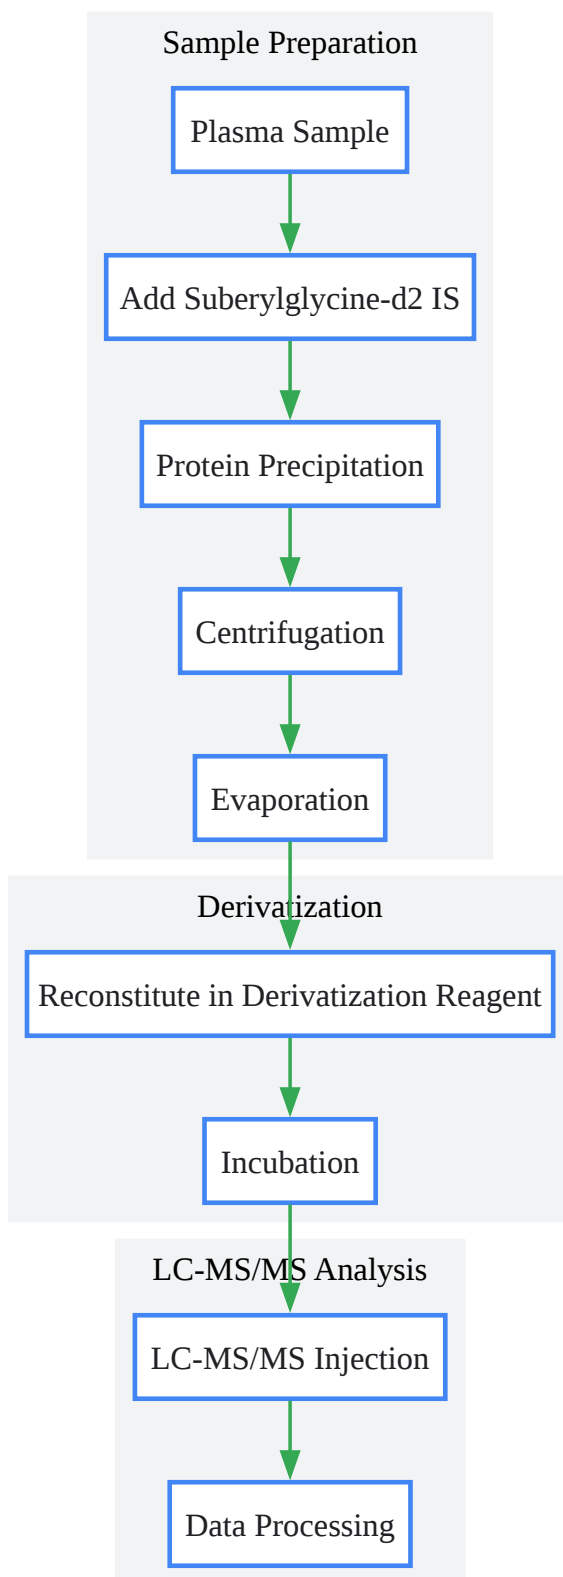 Sample Preparation
Plasma Sample
Add Suberylglycine-d2 IS
Protein Precipitation
Centrifugation
Evaporation
Derivatization
Reconstitute in Derivatization Reagent
Incubation
LC-MS/MS Analysis
LC-MS/MS Injection
Data Processing